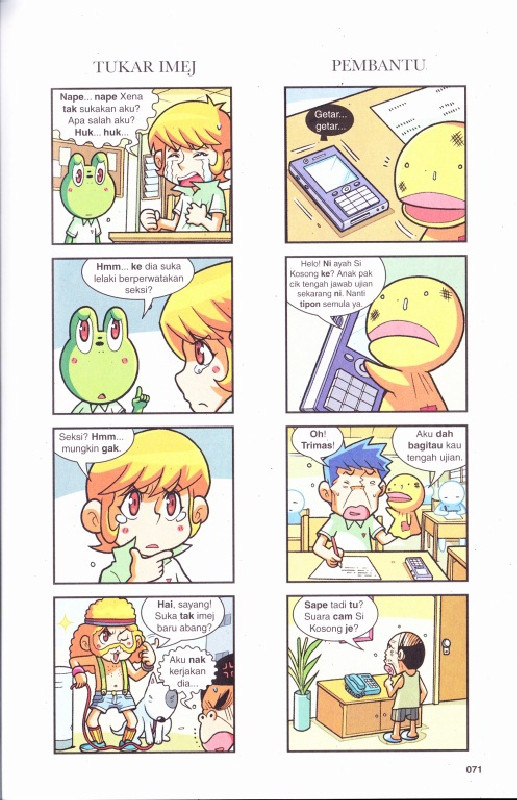 TUKAR IMEJ
Nape... nape Xena
tak sukakan aku?
Apa salah aku?
Huk... huk...
Hmm... ke dia suka
lelaki berperwatakan
seksi?
Seksi? Hmm...
mungkin gak.
Hai, sayang!
Suka tak imej
baru abang?
Aku nak
kerjakan
dia...
PEMBANTU
Getar...
getar...
Helo! Ni ayah Si
Kosong ke? Anak pak
cik tengah jawab ujian
sekarang nii. Nanti
tipon semula ya.
Oh!
Trimas!
Aku dah
bagitau kau
tengah ujian.
Sape tadi tu?
Suara cam Si
Kosong je?
071